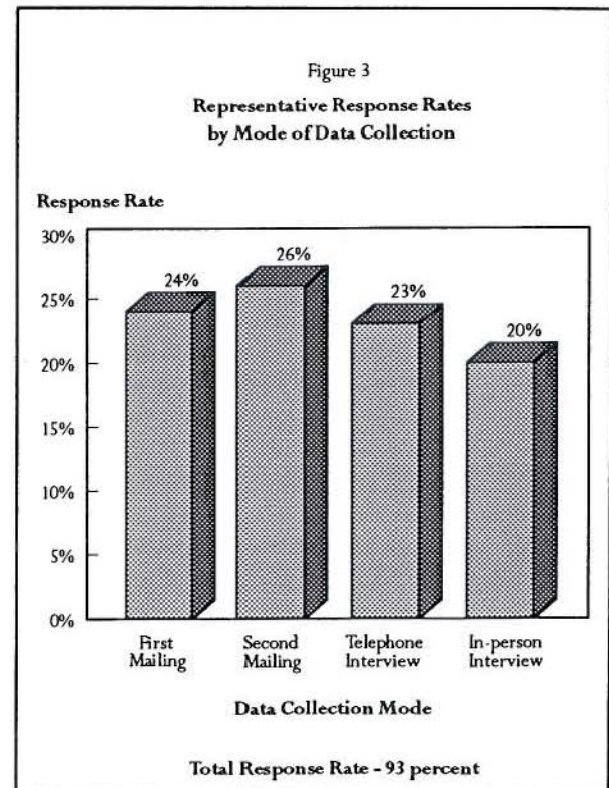 Figure 3
Representative Response Rates
by Mode of Data Collection
Response Rate
30%
25%
20%
15%
10%
5%
0%
24%
26%
23%
20%
First
Mailing
Second
Mailing
Telephone
Interview
In-person
Interview
Data Collection Mode
Total Response Rate - 93 percent